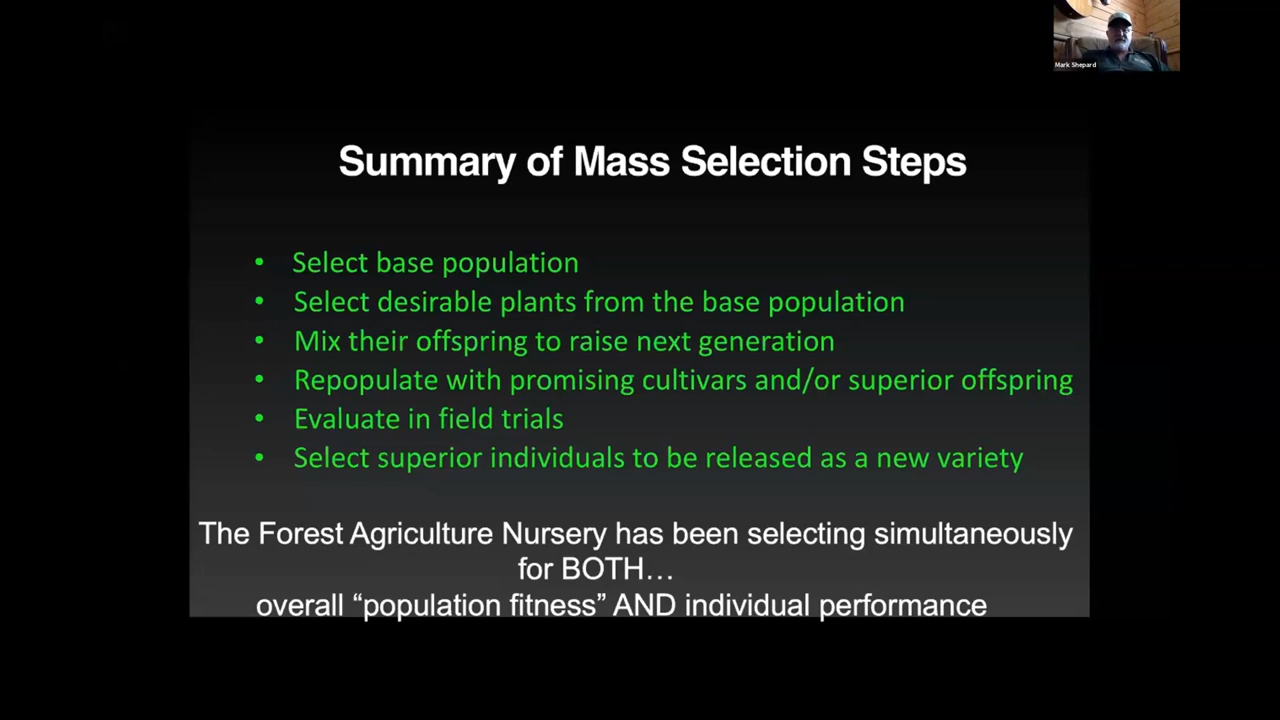 Mark Shepard
Summary of Mass Selection Steps
• Select base population
• Select desirable plants from the base population
• Mix their offspring to raise next generation
• Repopulate with promising cultivars and/or superior offspring
• Evaluate in field trials
• Select superior individuals to be released as a new variety
The Forest Agriculture Nursery has been selecting simultaneously
for BOTH…
overall “population fitness” AND individual performance